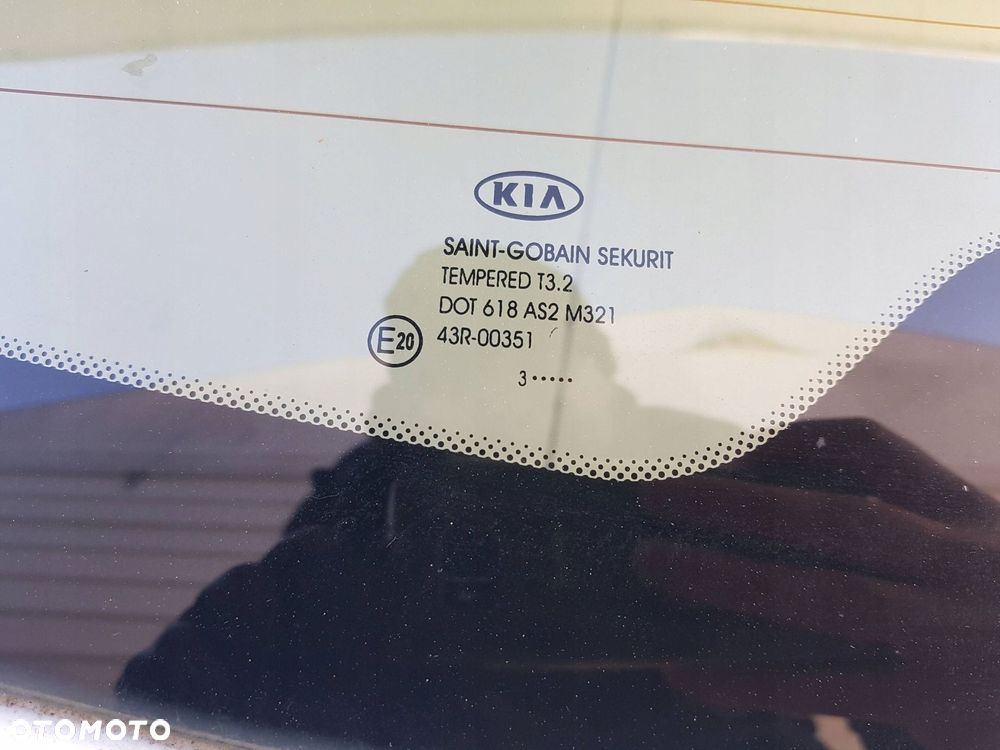 KIA
SAINT-GOBAIN SEKURIT
TEMPERED T3.2
DOT 618 AS2 M321
E20 43R-00351
3•••••
OTOMOTO